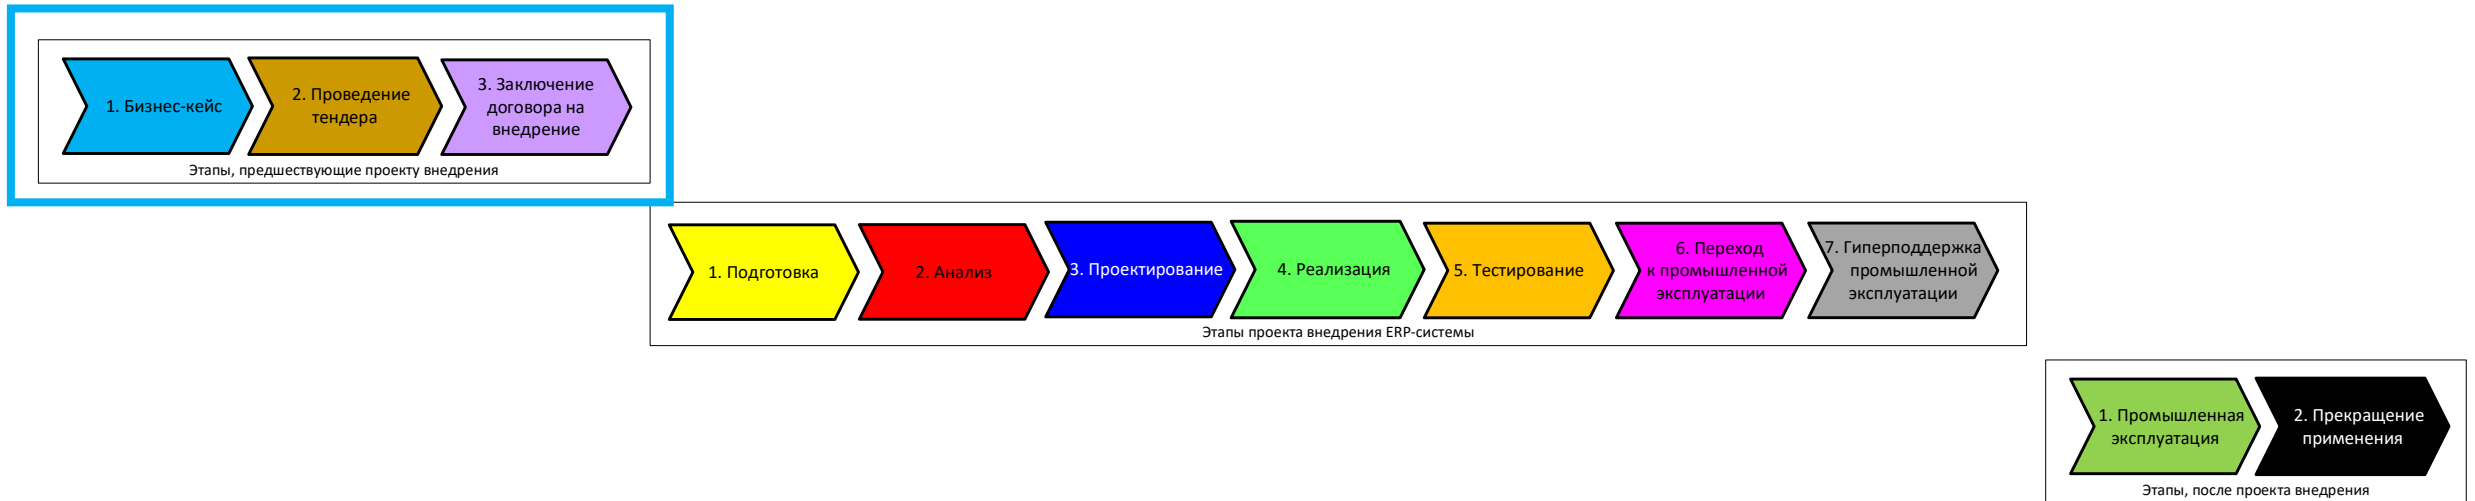 1. Бизнес-кейс
2. Проведение
тендера
3. Заключение
договора на
внедрение
Этапы, предшествующие проекту внедрения
1. Подготовка
2. Анализ
3. Проектирование
4. Реализация
5. Тестирование
6. Переход
к промышленной
эксплуатации
7. Гиперподдержка
промышленной
эксплуатации
Этапы проекта внедрения ERP-системы
1. Промышленная
эксплуатация
2. Прекращение
применения
Этапы, после проекта внедрения